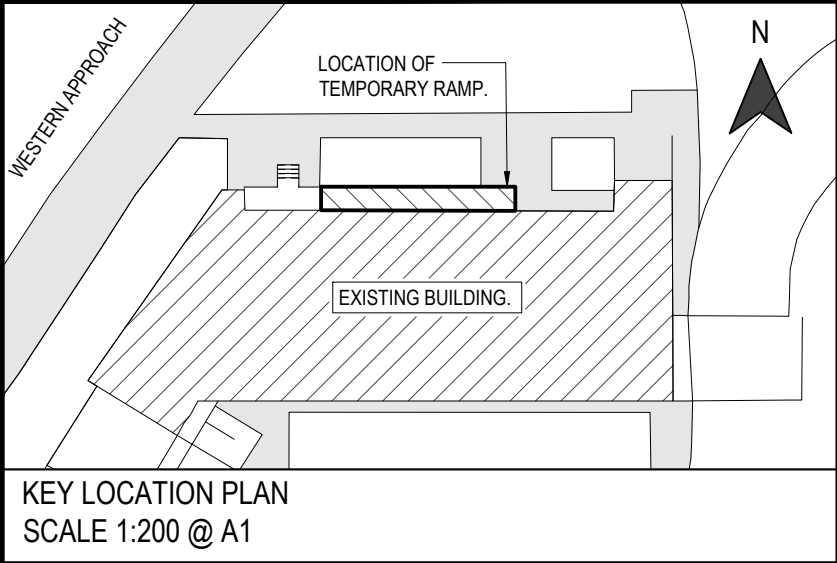 WESTERN APPROACH
LOCATION OF
TEMPORARY RAMP.
N
EXISTING BUILDING.
KEY LOCATION PLAN
SCALE 1:200 @ A1